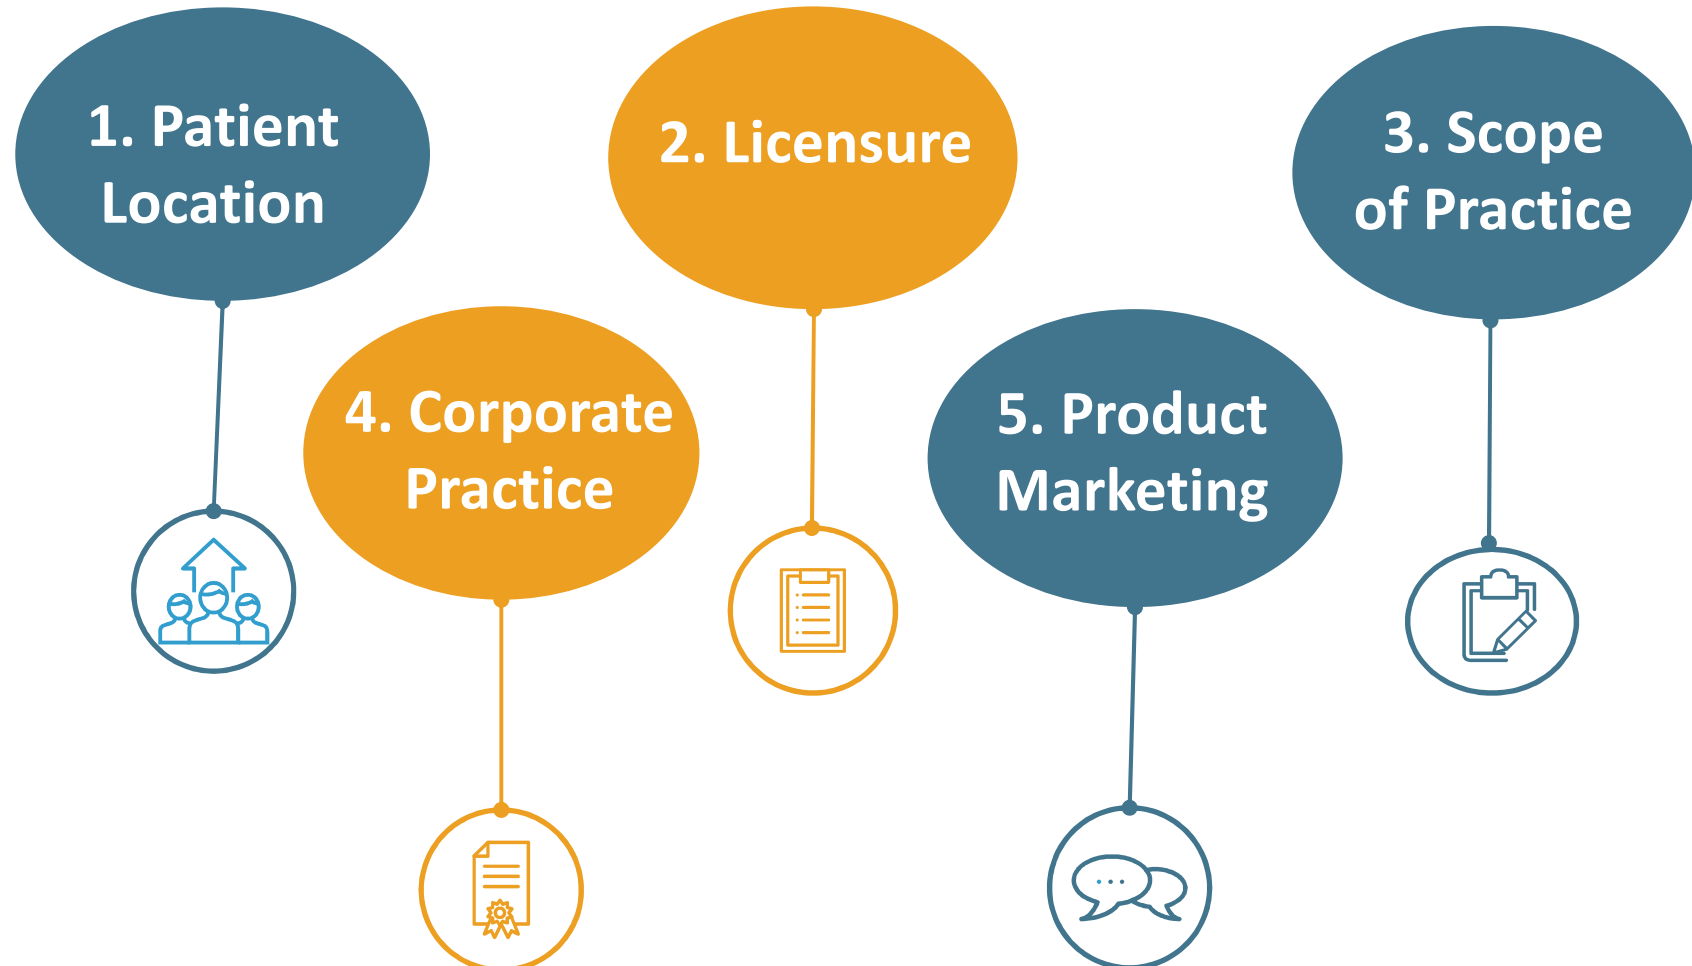 1. Patient
Location
2. Licensure
3. Scope
of Practice
4. Corporate
Practice
5. Product
Marketing